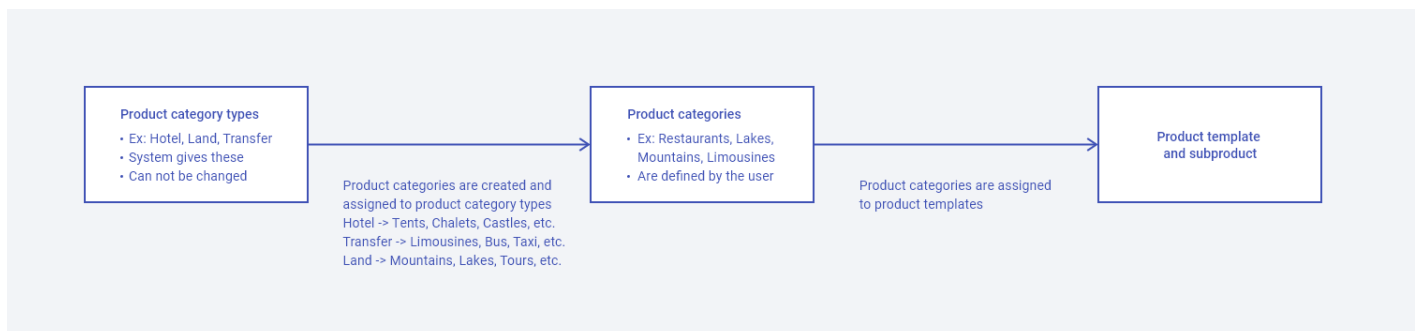 Product category types
• Ex: Hotel, Land, Transfer
• System gives these
• Can not be changed
Product categories are created and
assigned to product category types
Hotel -> Tents, Chalets, Castles, etc.
Transfer -> Limousines, Bus, Taxi, etc.
Land -> Mountains, Lakes, Tours, etc.
Product categories
• Ex: Restaurants, Lakes,
Mountains, Limousines
• Are defined by the user
Product categories are assigned
to product templates
Product template
and subproduct